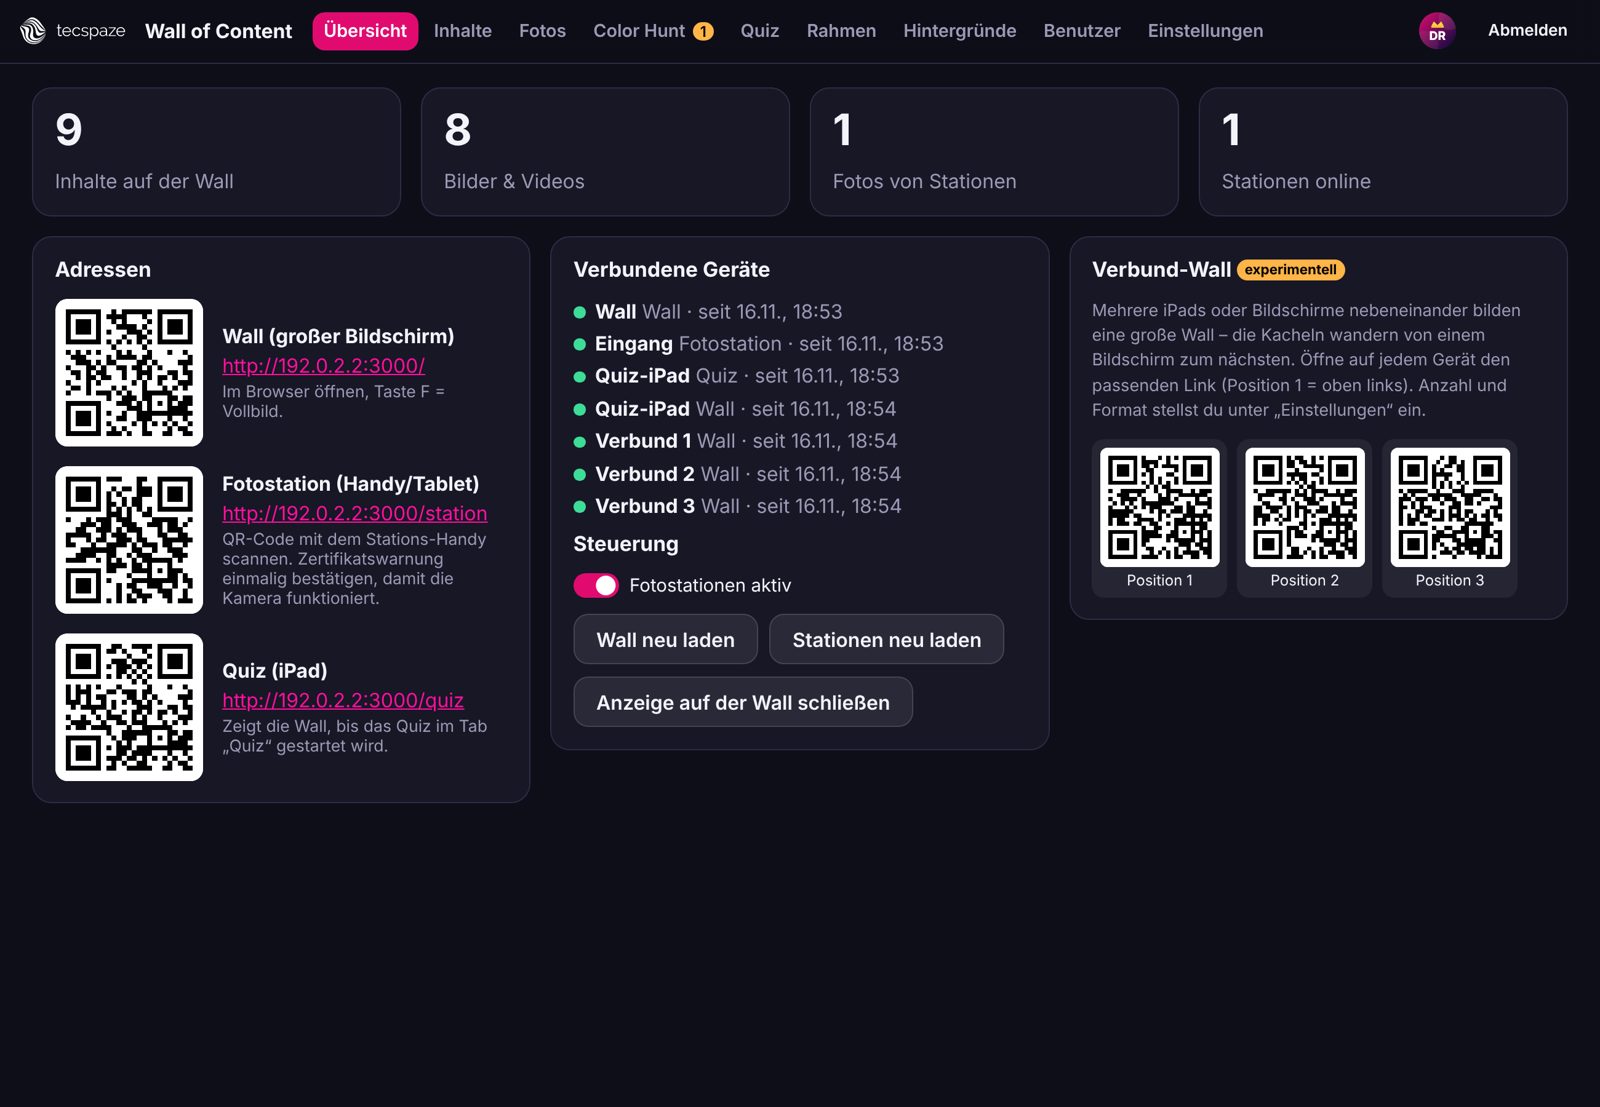 tecspaze Wall of Content Übersicht Inhalte Fotos Color Hunt 1 Quiz Rahmen Hintergründe Benutzer Einstellungen DR Abmelden
9
Inhalte auf der Wall
8
Bilder & Videos
1
Fotos von Stationen
1
Stationen online
Adressen
Wall (großer Bildschirm)
http://192.0.2.2:3000/
Im Browser öffnen, Taste F =
Vollbild.
Fotostation (Handy/Tablet)
http://192.0.2.2:3000/station
QR-Code mit dem Stations-Handy
scannen. Zertifikatswarnung
einmalig bestätigen, damit die
Kamera funktioniert.
Quiz (iPad)
http://192.0.2.2:3000/quiz
Zeigt die Wall, bis das Quiz im Tab
„Quiz“ gestartet wird.
Verbundene Geräte
Wall Wall · seit 16.11., 18:53
Eingang Fotostation · seit 16.11., 18:53
Quiz-iPad Quiz · seit 16.11., 18:53
Quiz-iPad Wall · seit 16.11., 18:54
Verbund 1 Wall · seit 16.11., 18:54
Verbund 2 Wall · seit 16.11., 18:54
Verbund 3 Wall · seit 16.11., 18:54
Steuerung
Fotostationen aktiv
Wall neu laden Stationen neu laden
Anzeige auf der Wall schließen
Verbund-Wall experimentell
Mehrere iPads oder Bildschirme nebeneinander bilden
eine große Wall – die Kacheln wandern von einem
Bildschirm zum nächsten. Öffne auf jedem Gerät den
passenden Link (Position 1 = oben links). Anzahl und
Format stellst du unter „Einstellungen“ ein.
Position 1 Position 2 Position 3